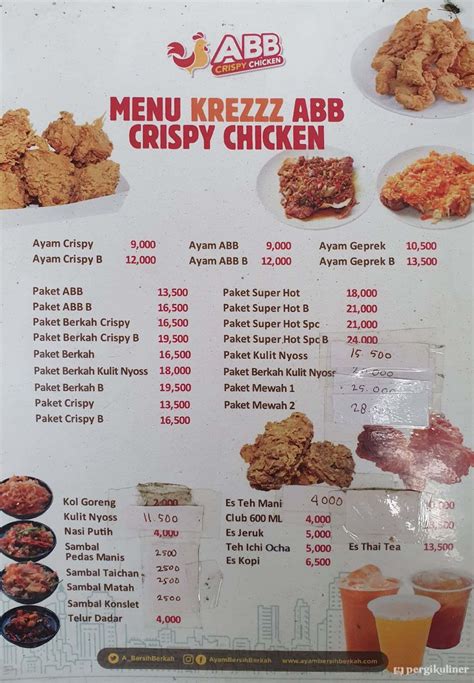 ABB
CRISPY CHICKEN
MENU KREZZZ ABB
CRISPY CHICKEN
Ayam Crispy 9,000 Ayam ABB 9,000 Ayam Geprek 10,500
Ayam Crispy B 12,000 Ayam ABB B 12,000 Ayam Geprek B 13,500
Paket ABB 13,500
Paket ABB B 16,500
Paket Berkah Crispy 16,500
Paket Berkah Crispy B 19,500
Paket Berkah 16,500
Paket Berkah Kulit Nyoss 18,000
Paket Berkah B 19,500
Paket Crispy 13,500
Paket Crispy B 16,500
Paket Super Hot 18,000
Paket Super Hot B 21,000
Paket Super Hot Spc 21,000
Paket Super Hot Spc B 24,000
Paket Kulit Nyoss 15.500
Paket Berkah Kulit Nyoss
Paket Mewah 1 25.000
Paket Mewah 2 28.
Kol Goreng 2,000
Kulit Nyoss 11.500
Nasi Putih 4,000
Sambal
Pedas Manis 2500
Sambal Taichan 2500
Sambal Matah 2500
Sambal Konslet 2500
Telur Dadar 4,000
Es Teh Mani 4000
Club 600 ML 4,000
Es Jeruk 5,000
Teh Ichi Ocha 5,000
Es Kopi 6,500
Es Thai Tea 13,500
A_BersihBerkah AyamBersihBerkah www.ayambersihberkah.com
pergikuliner